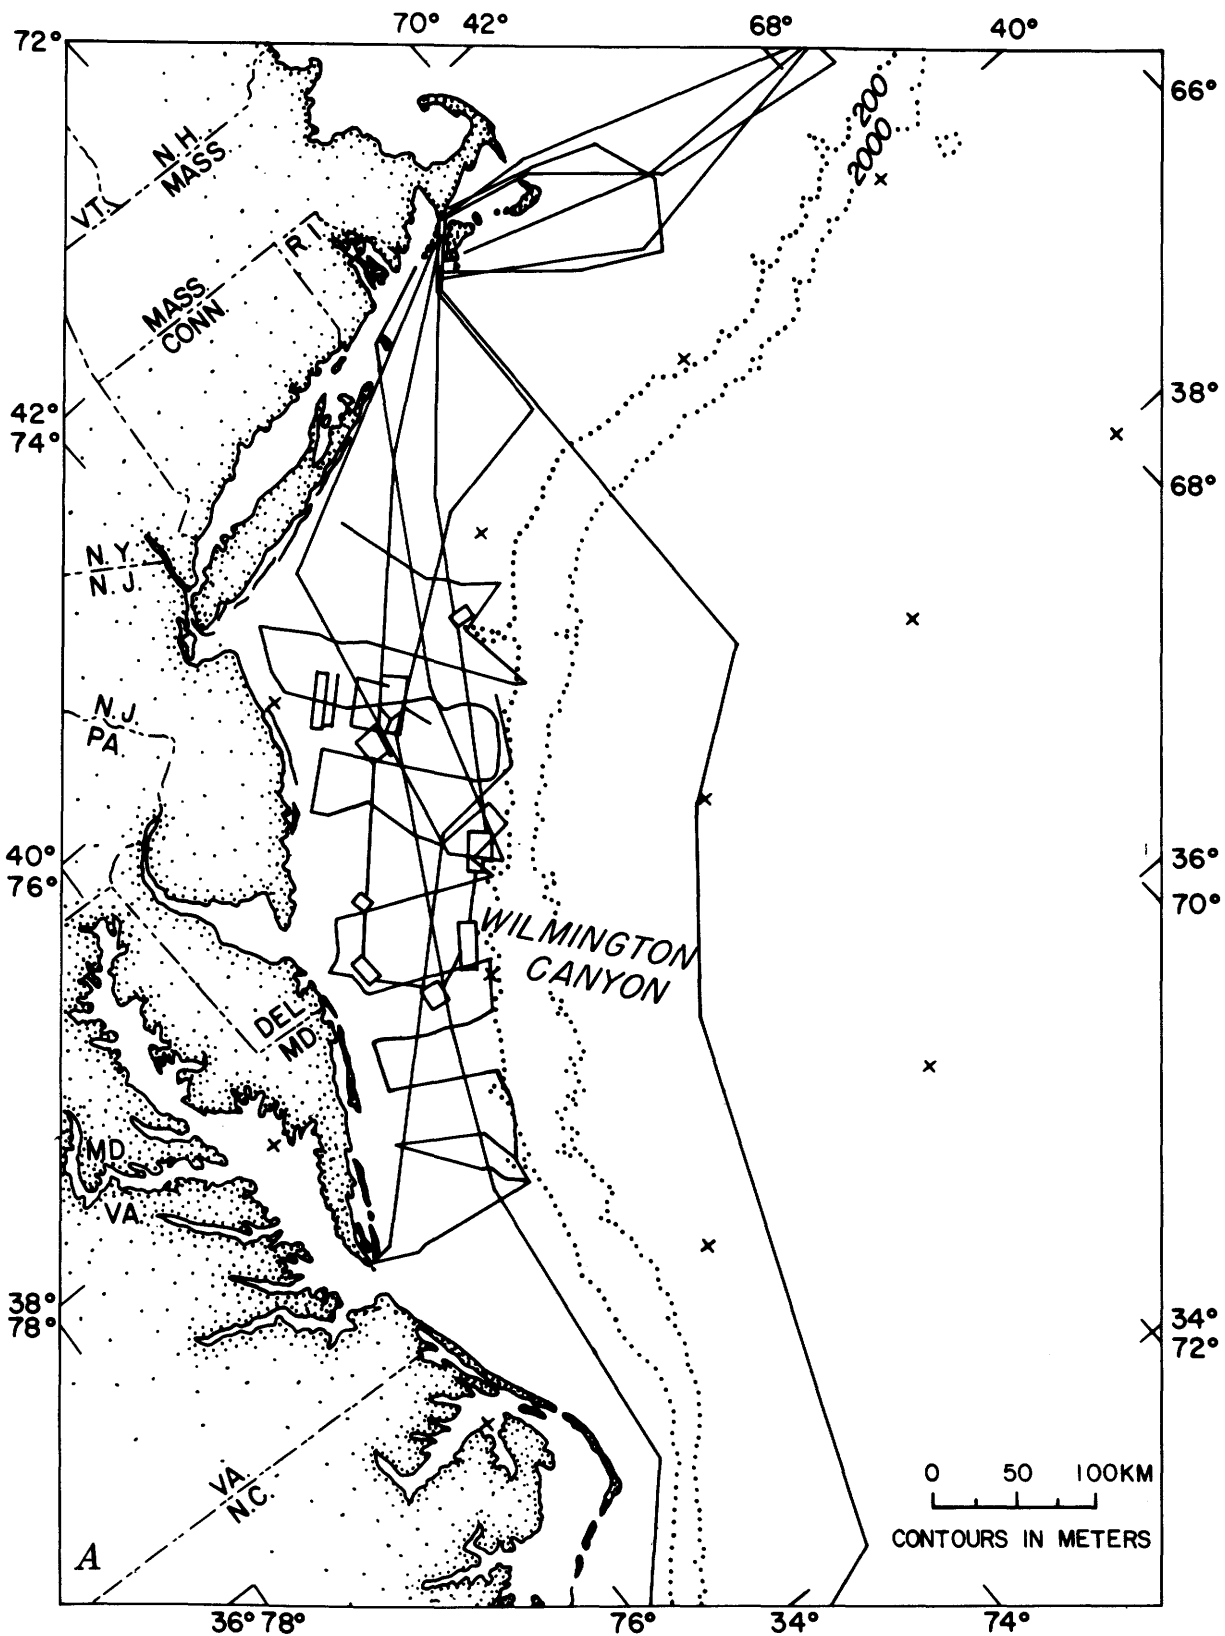 70° 42° 68° 40°
72°
66°
200
2000
N H
MASS
VT.
R I
MASS
CONN.
42°
74°
38°
68°
N. Y.
N. J.
N. J.
PA.
40°
76°
36°
70°
WILMINGTON
CANYON
DEL.
MD.
MD.
VA.
38°
78°
34°
72°
VA.
N.C.
0 50 100KM
CONTOURS IN METERS
A
36° 78° 76° 34° 74°